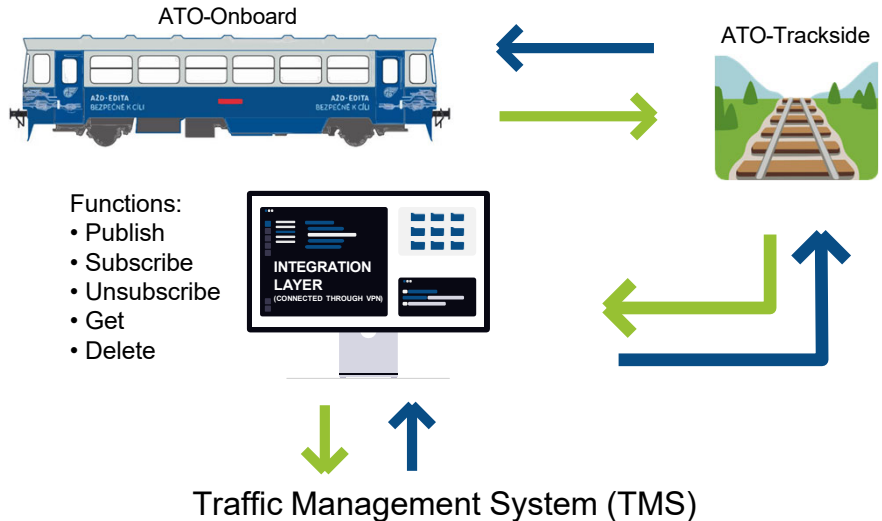 ATO-Onboard
ATO-Trackside
AŽD-EDITA
BEZPEČNĚ K CÍLI
AŽD-EDITA
BEZPEČNĚ K CÍLI
Functions:
• Publish
• Subscribe
• Unsubscribe
• Get
• Delete
INTEGRATION
LAYER
(CONNECTED THROUGH VPN)
Traffic Management System (TMS)